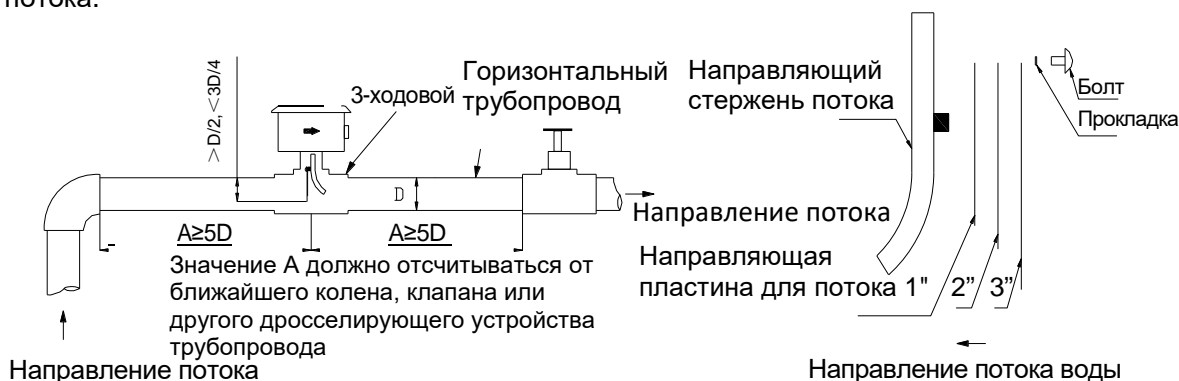 потока.
>D/2, <3D/4
3-ходовой
Горизонтальный
трубопровод
D
A≥5D
A≥5D
Значение А должно отсчитываться от
ближайшего колена, клапана или
другого дросселирующего устройства
трубопровода
Направление потока
Направление потока
Направляющий
стержень потока
Болт
Прокладка
Направляющая
пластина для потока 1" 2” 3”
Направление потока воды